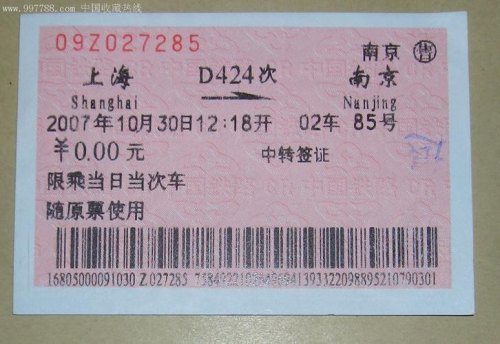 www.997788.com 中国收藏热线
09Z027285
南京 售
上海 D424次 南京
Shanghai Nanjing
2007年10月30日12:18开 02车 85号
¥0.00元 中转签证
限乘当日当次车
随原票使用
16805000091030 Z027285